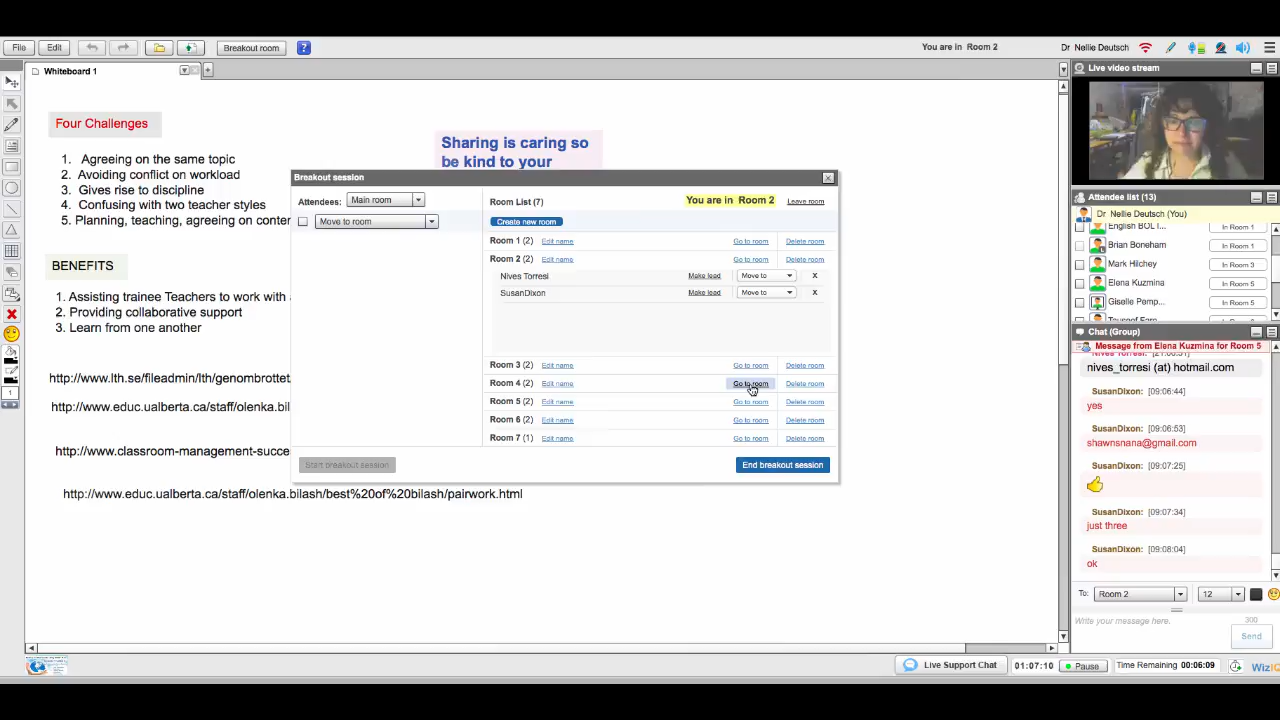 File Edit Breakout room ? You are in Room 2 Dr Nellie Deutsch
Whiteboard 1
Live video stream
Four Challenges
1. Agreeing on the same topic
2. Avoiding conflict on workload
3. Gives rise to discipline
4. Confusing with two teacher styles
5. Planning, teaching, agreeing on conten
Sharing is caring so
be kind to your
BENEFITS
1. Assisting trainee Teachers to work with
2. Providing collaborative support
3. Learn from one another
http://www.lth.se/fileadmin/lth/genombrottet
http://www.educ.ualberta.ca/staff/olenka.bil
http://www.classroom-management-succe
http://www.educ.ualberta.ca/staff/olenka.bilash/best%20of%20bilash/pairwork.html
Breakout session
Attendees: Main room
Move to room
Room List (7) You are in Room 2 Leave room
Create new room
Room 1 (2) Edit name Go to room Delete room
Room 2 (2) Edit name Go to room Delete room
Nives Torresi Make lead Move to X
SusanDixon Make lead Move to X
Room 3 (2) Edit name Go to room Delete room
Room 4 (2) Edit name Go to room Delete room
Room 5 (2) Edit name Go to room Delete room
Room 6 (2) Edit name Go to room Delete room
Room 7 (1) Edit name Go to room Delete room
Start breakout session End breakout session
Attendee list (13)
Dr Nellie Deutsch (You)
English BOL T In Room 1
Brian Boneham In Room 1
Mark Hilchey In Room 3
Elena Kuzmina In Room 5
Giselle Pemp... In Room 5
Chat (Group)
Message from Elena Kuzmina for Room 5
nives_torresi (at) hotmail.com
SusanDixon: [09:06:44]
yes
SusanDixon: [09:06:53]
shawnsnana@gmail.com
SusanDixon: [09:07:25]
SusanDixon: [09:07:34]
just three
SusanDixon: [09:08:04]
ok
To: Room 2 12
Write your message here. 300
Send
1
Live Support Chat 01:07:10 Pause Time Remaining 00:06:09 WizIQ